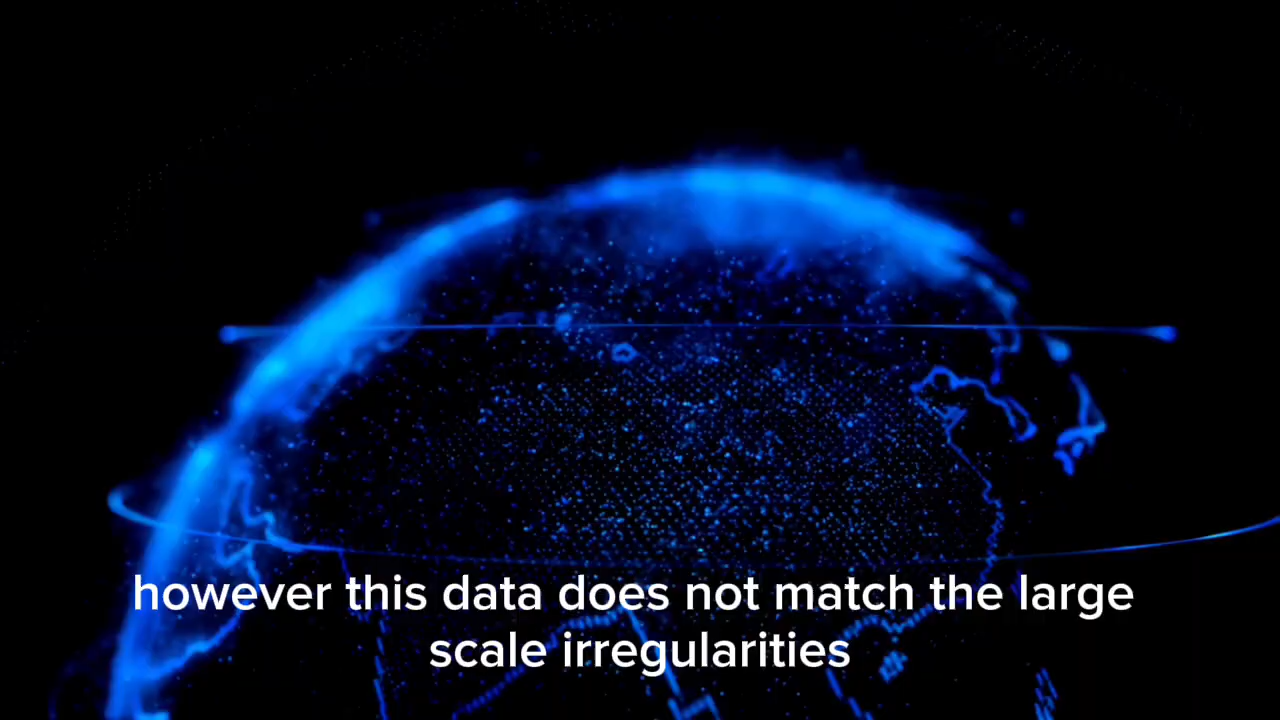 however this data does not match the large
scale irregularities